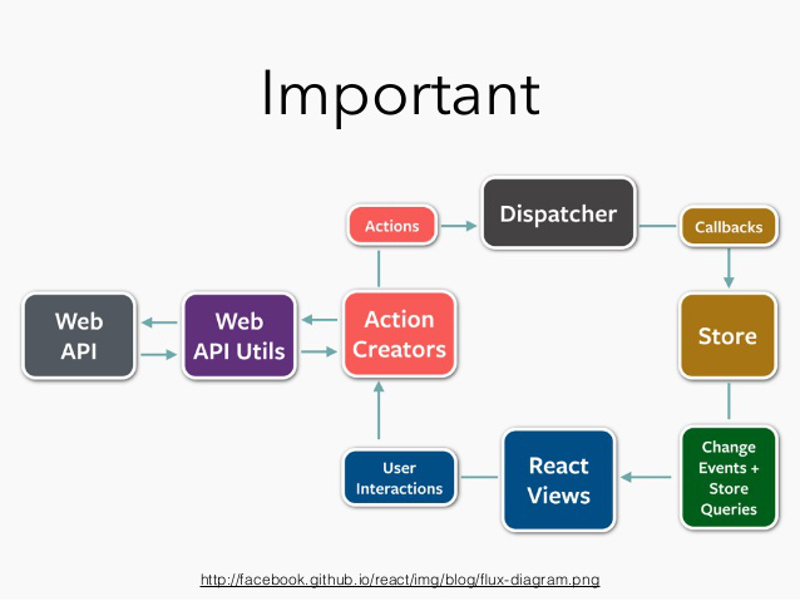 Important
Actions
Dispatcher
Callbacks
Web
API
Web
API Utils
Action
Creators
Store
User
Interactions
React
Views
Change
Events +
Store
Queries
http://facebook.github.io/react/img/blog/flux-diagram.png